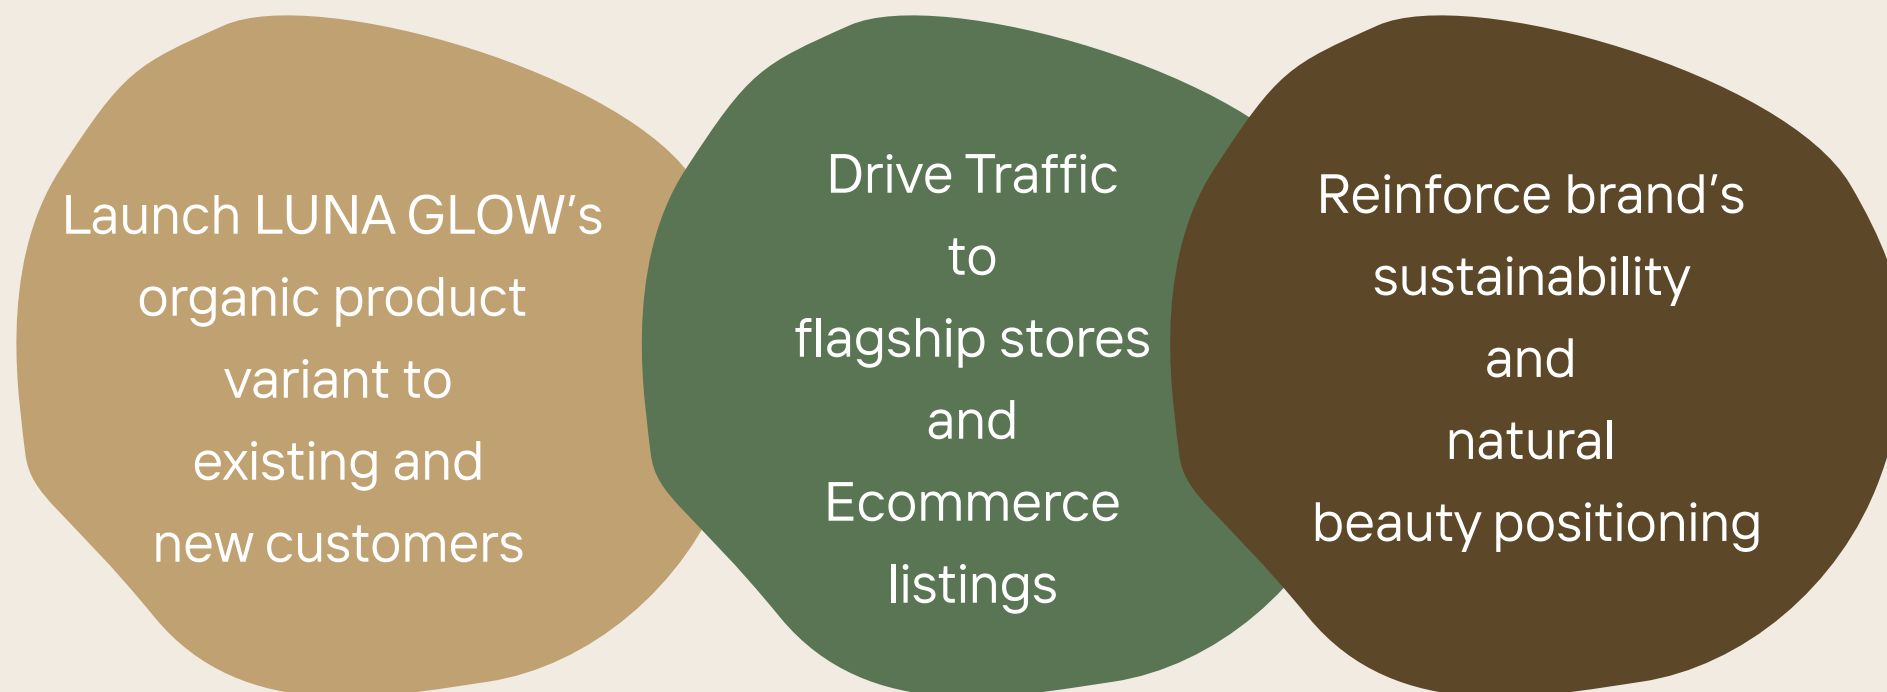 Launch LUNA GLOW’s
organic product
variant to
existing and
new customers
Drive Traffic
to
flagship stores
and
Ecommerce
listings
Reinforce brand’s
sustainability
and
natural
beauty positioning